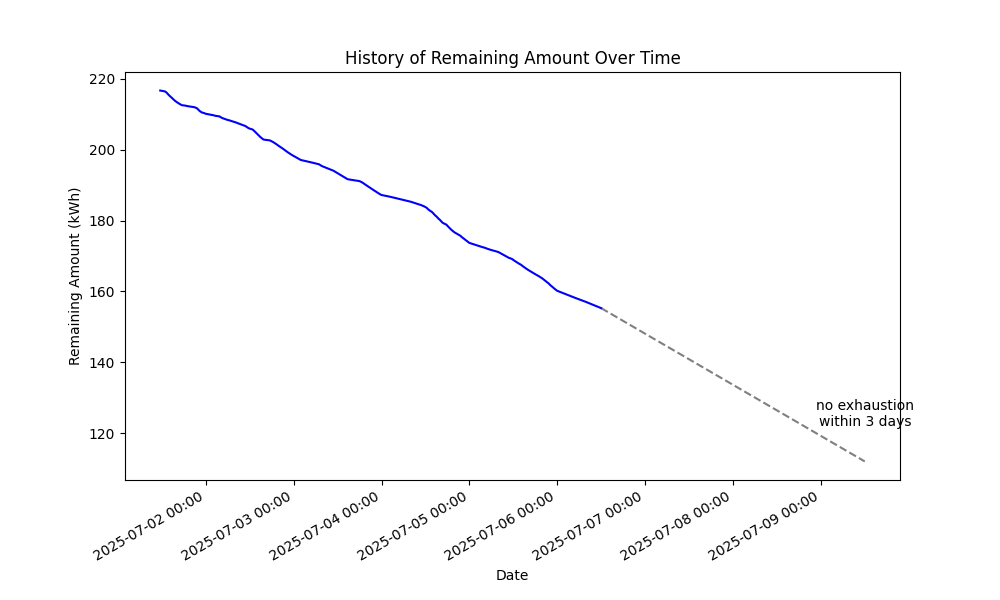 History of Remaining Amount Over Time
Remaining Amount (kWh)
220
200
180
160
140
120
no exhaustion
within 3 days
2025-07-02 00:00
2025-07-03 00:00
2025-07-04 00:00
2025-07-05 00:00
2025-07-06 00:00
2025-07-07 00:00
2025-07-08 00:00
2025-07-09 00:00
Date